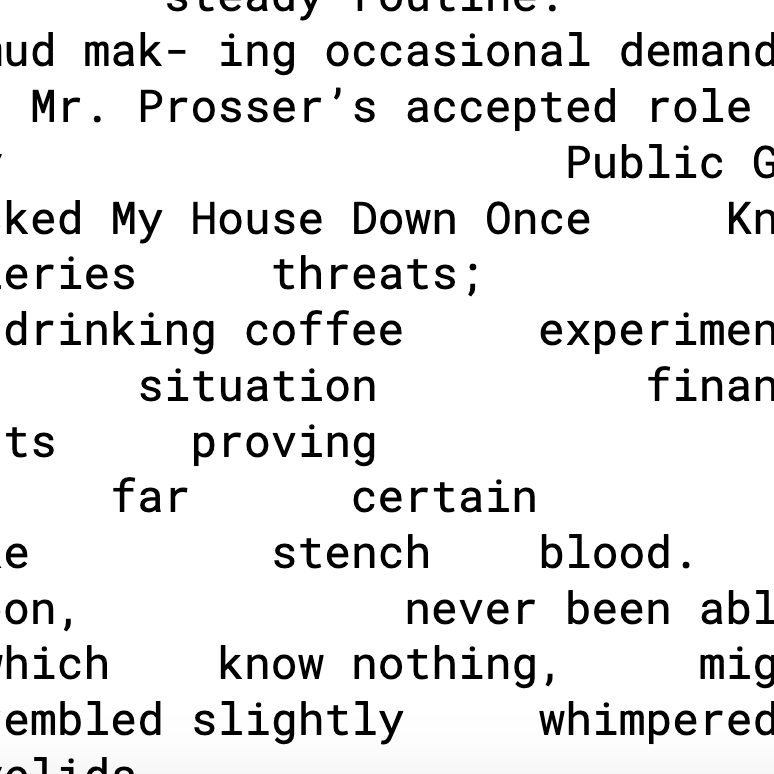 steady routine.
ud mak- ing occasional demand
Mr. Prosser’s accepted role
Public G
ked My House Down Once Kn
eries threats;
drinking coffee experimen
situation finan
ts proving
far certain
e stench blood.
on, never been abl
hich know nothing, mig
embled slightly whimpered
elids